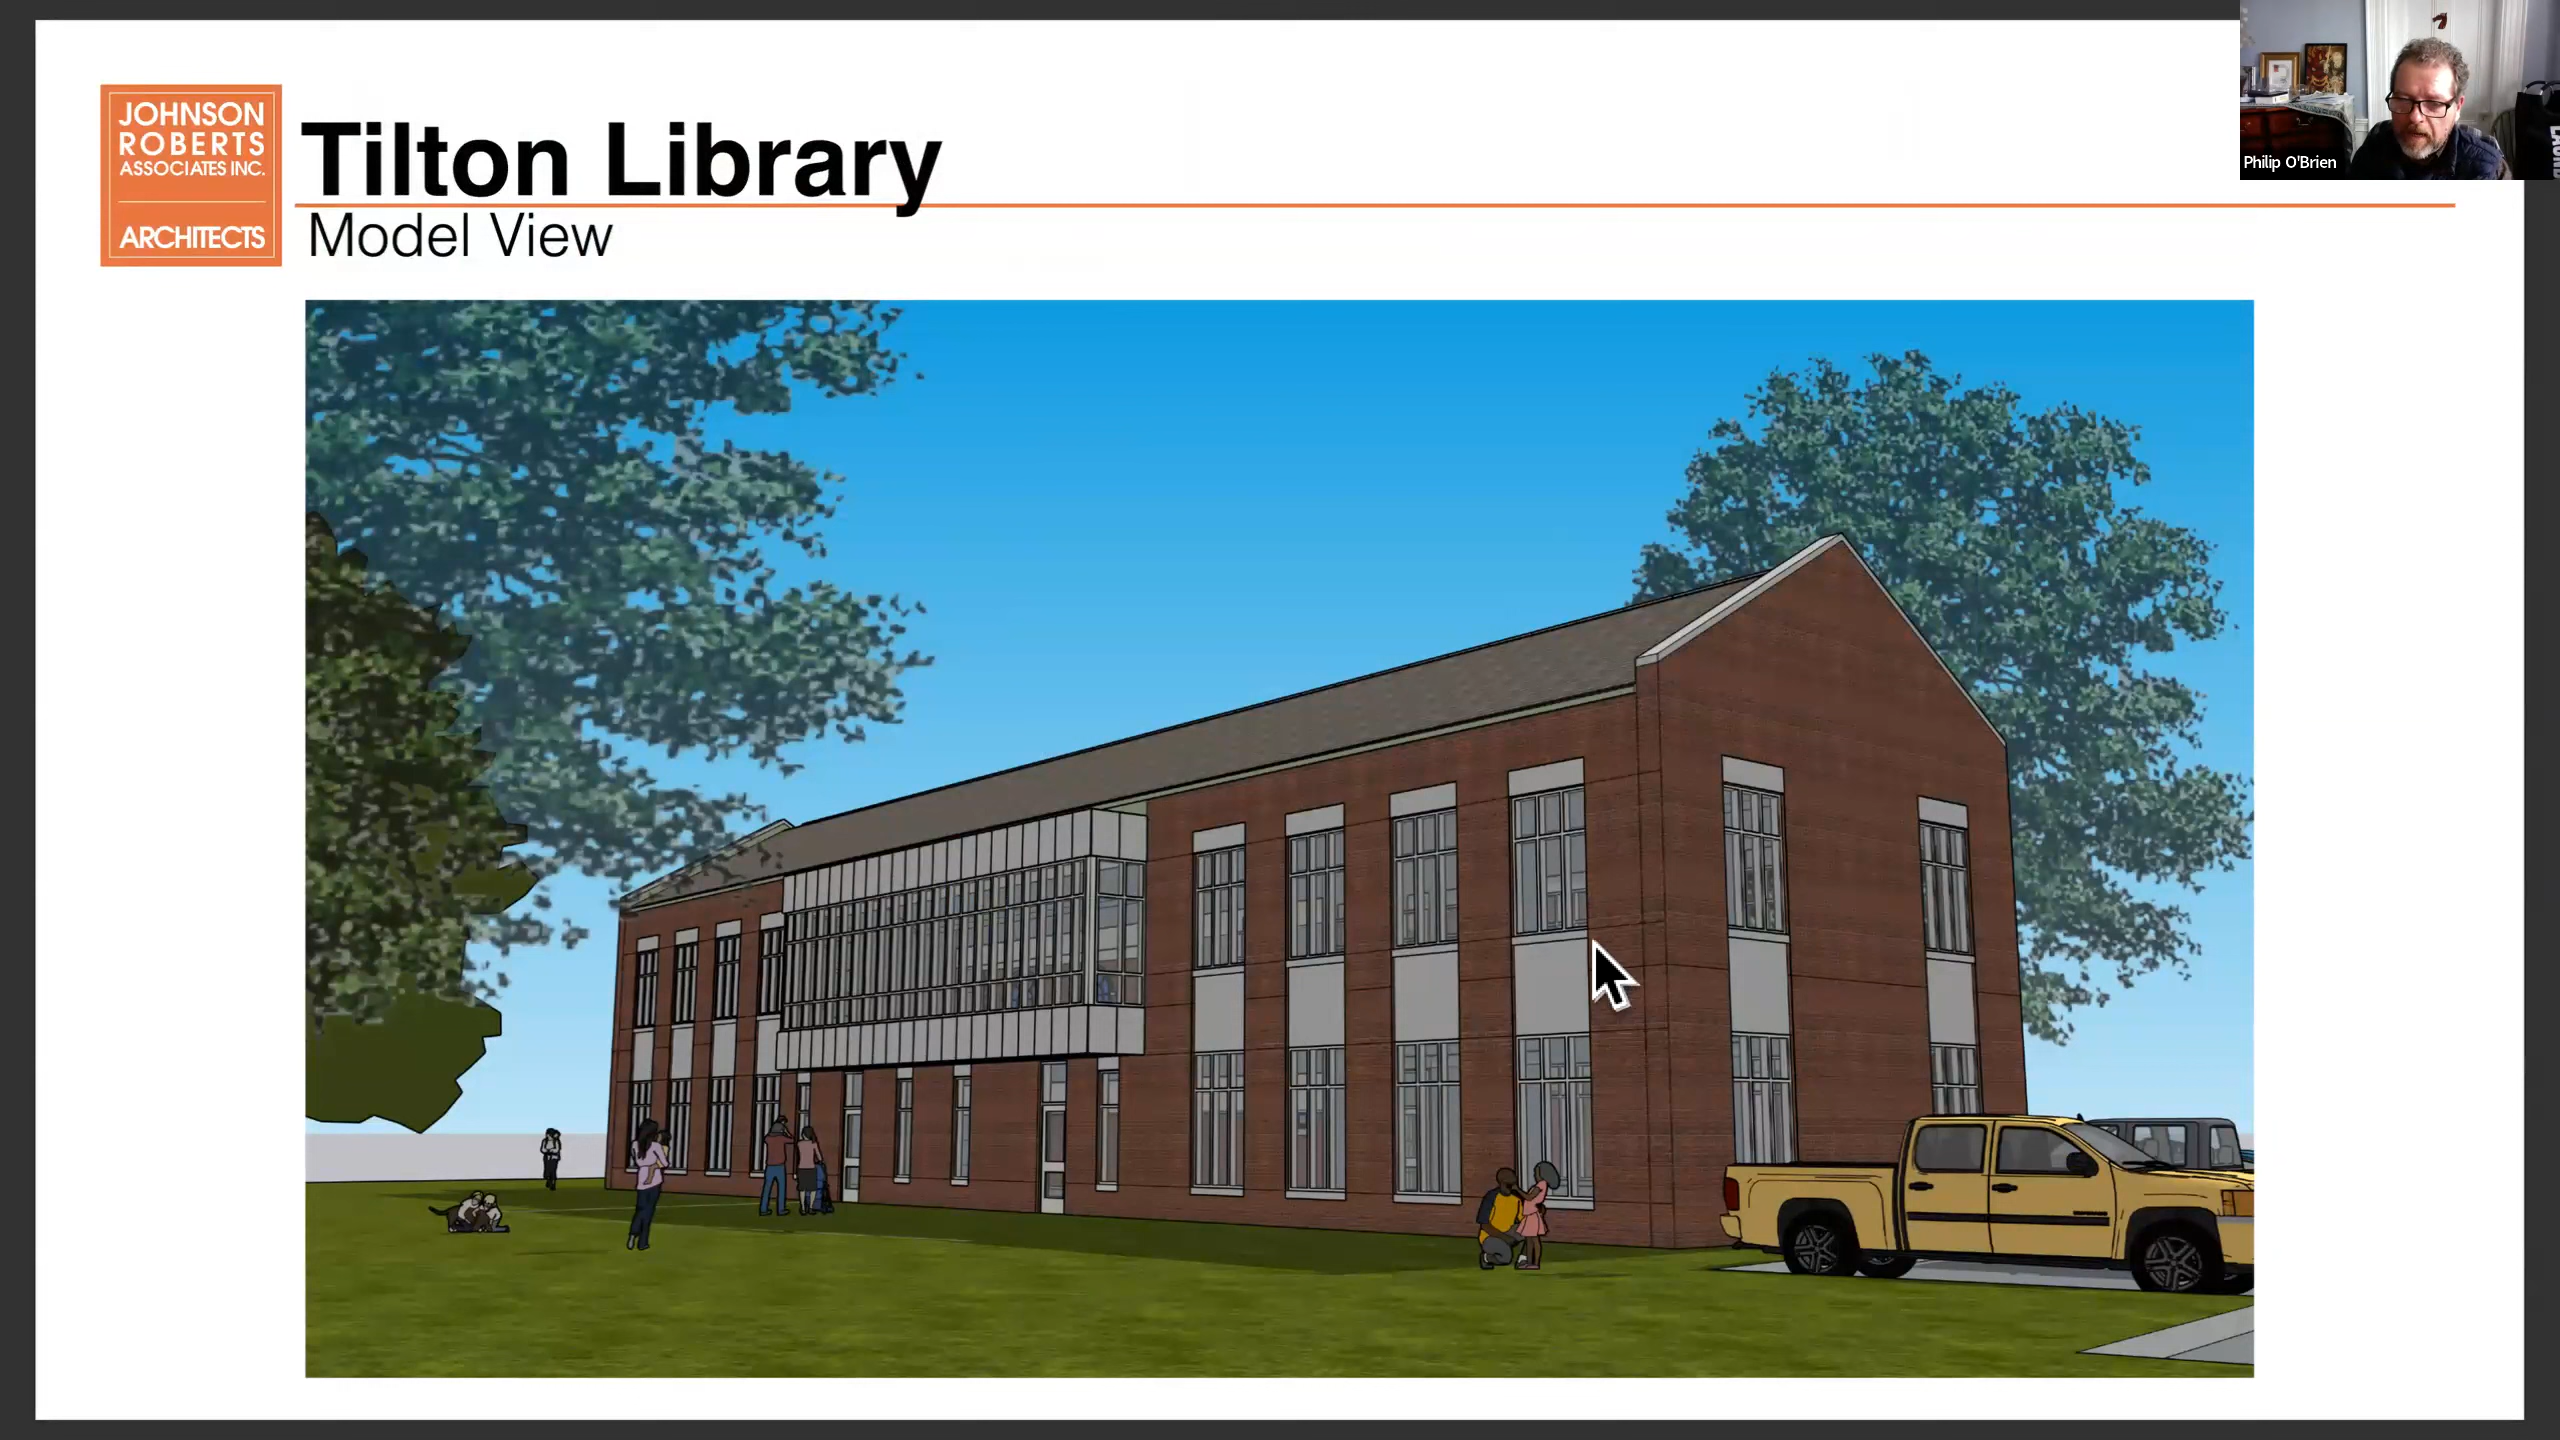 JOHNSON
ROBERTS
ASSOCIATES INC.
ARCHITECTS
Tilton Library
Model View
Philip O'Brien